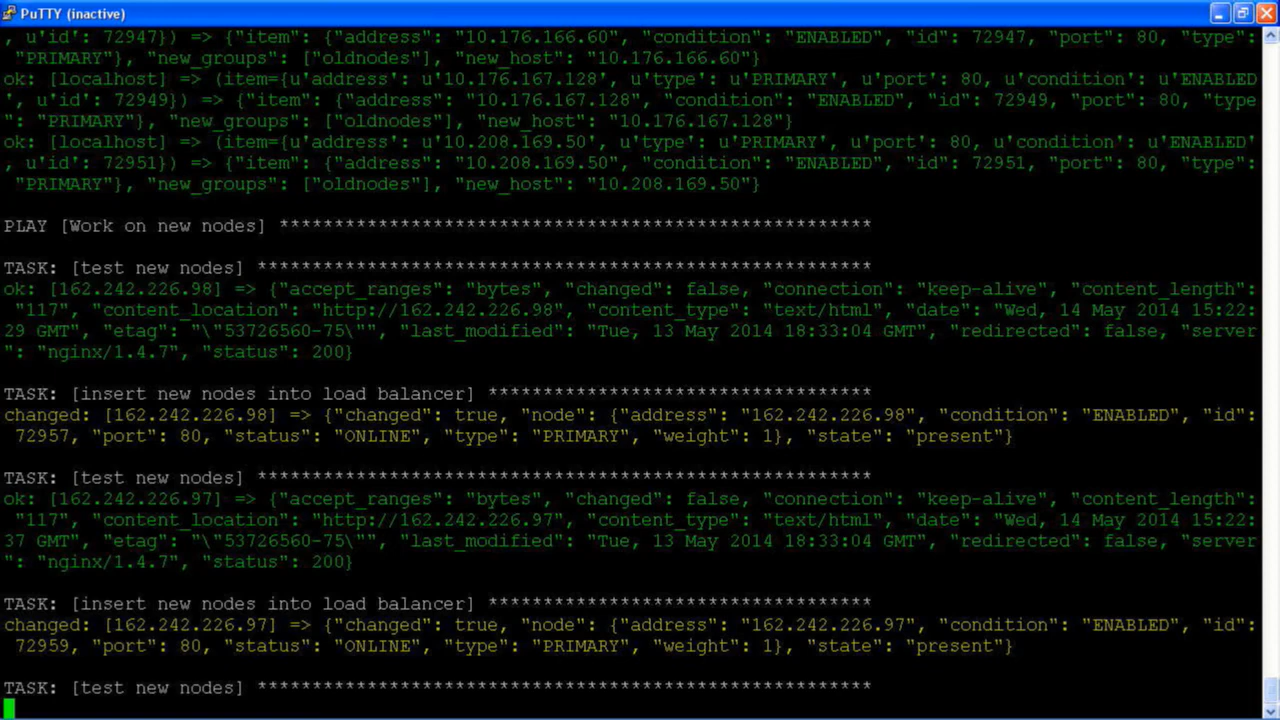 PuTTY (inactive)
, u'id': 72947}) => {"item": {"address": "10.176.166.60", "condition": "ENABLED", "id": 72947, "port": 80, "type":
"PRIMARY"}, "new_groups": ["oldnodes"], "new_host": "10.176.166.60"}
ok: [localhost] => (item={u'address': u'10.176.167.128', u'type': u'PRIMARY', u'port': 80, u'condition': u'ENABLED
', u'id': 72949}) => {"item": {"address": "10.176.167.128", "condition": "ENABLED", "id": 72949, "port": 80, "type
": "PRIMARY"}, "new_groups": ["oldnodes"], "new_host": "10.176.167.128"}
ok: [localhost] => (item={u'address': u'10.208.169.50', u'type': u'PRIMARY', u'port': 80, u'condition': u'ENABLED'
, u'id': 72951}) => {"item": {"address": "10.208.169.50", "condition": "ENABLED", "id": 72951, "port": 80, "type":
"PRIMARY"}, "new_groups": ["oldnodes"], "new_host": "10.208.169.50"}
PLAY [Work on new nodes] ******************************************************
TASK: [test new nodes] ********************************************************
ok: [162.242.226.98] => {"accept_ranges": "bytes", "changed": false, "connection": "keep-alive", "content_length":
"117", "content_location": "http://162.242.226.98", "content_type": "text/html", "date": "Wed, 14 May 2014 15:22:
29 GMT", "etag": "\"53726560-75\"", "last_modified": "Tue, 13 May 2014 18:33:04 GMT", "redirected": false, "server
": "nginx/1.4.7", "status": 200}
TASK: [insert new nodes into load balancer] ***********************************
changed: [162.242.226.98] => {"changed": true, "node": {"address": "162.242.226.98", "condition": "ENABLED", "id":
72957, "port": 80, "status": "ONLINE", "type": "PRIMARY", "weight": 1}, "state": "present"}
TASK: [test new nodes] ********************************************************
ok: [162.242.226.97] => {"accept_ranges": "bytes", "changed": false, "connection": "keep-alive", "content_length":
"117", "content_location": "http://162.242.226.97", "content_type": "text/html", "date": "Wed, 14 May 2014 15:22:
37 GMT", "etag": "\"53726560-75\"", "last_modified": "Tue, 13 May 2014 18:33:04 GMT", "redirected": false, "server
": "nginx/1.4.7", "status": 200}
TASK: [insert new nodes into load balancer] ***********************************
changed: [162.242.226.97] => {"changed": true, "node": {"address": "162.242.226.97", "condition": "ENABLED", "id":
72959, "port": 80, "status": "ONLINE", "type": "PRIMARY", "weight": 1}, "state": "present"}
TASK: [test new nodes] ********************************************************